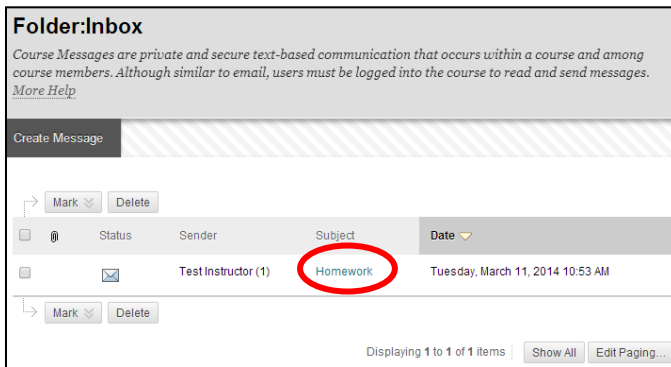 Folder:Inbox
Course Messages are private and secure text-based communication that occurs within a course and among
course members. Although similar to email, users must be logged into the course to read and send messages.
More Help
Create Message
Mark Delete
Status Sender Subject Date
Test Instructor (1) Homework Tuesday, March 11, 2014 10:53 AM
Mark Delete
Displaying 1 to 1 of 1 items Show All Edit Paging...